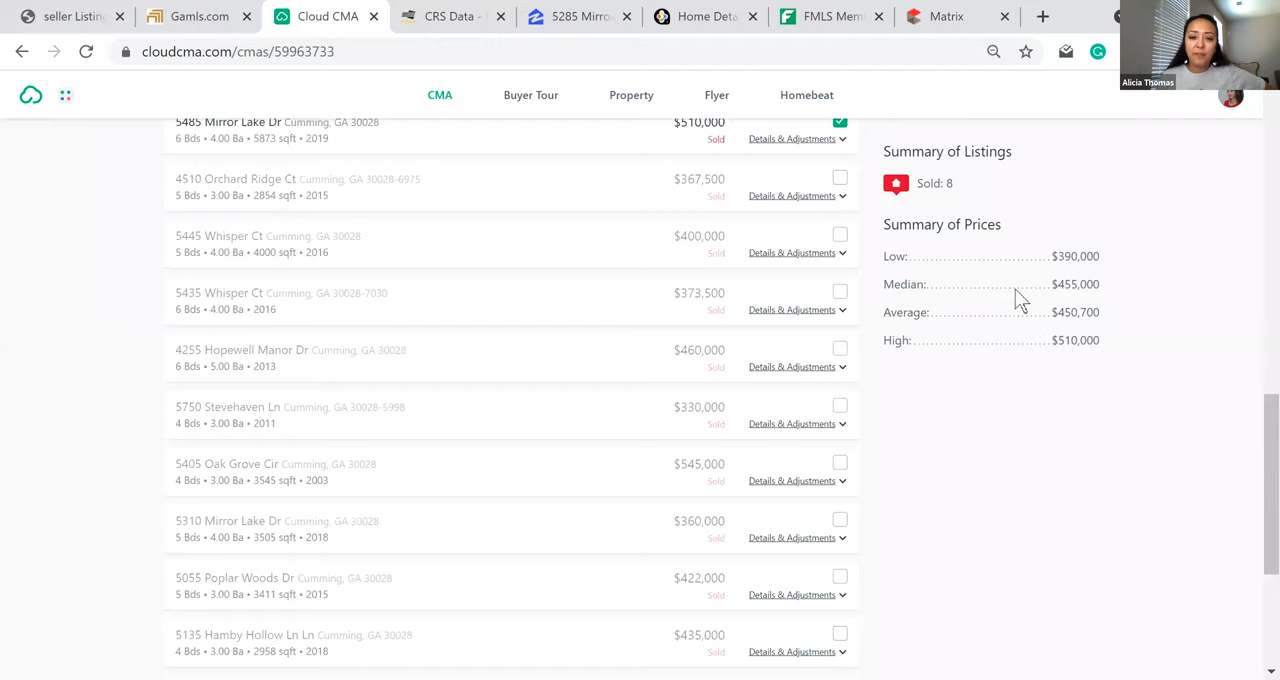 seller Listing
Gamls.com
Cloud CMA
CRS Data -
5285 Mirro
Home Deta
FMLS Mem
Matrix
cloudcma.com/cmas/59963733
Alicia Thomas
CMA
Buyer Tour
Property
Flyer
Homebeat
5485 Mirror Lake Dr Cumming, GA 30028 $510,000
6 Bds • 4.00 Ba • 5873 sqft • 2019 Sold Details & Adjustments
4510 Orchard Ridge Ct Cumming, GA 30028-6975 $367,500
5 Bds • 4.00 Ba • 2854 sqft • 2015 Sold Details & Adjustments
5445 Whisper Ct Cumming, GA 30028 $400,000
5 Bds • 4.00 Ba • 4000 sqft • 2016 Sold Details & Adjustments
5435 Whisper Ct Cumming, GA 30028-7030 $373,500
6 Bds • 4.00 Ba • 2016 Sold Details & Adjustments
4255 Hopewell Manor Dr Cumming, GA 30028 $460,000
6 Bds • 5.00 Ba • 2013 Sold Details & Adjustments
5750 Stevehaven Ln Cumming, GA 30028-5998 $330,000
4 Bds • 3.00 Ba • 2011 Sold Details & Adjustments
5405 Oak Grove Cir Cumming, GA 30028 $545,000
4 Bds • 3.00 Ba • 3545 sqft • 2003 Sold Details & Adjustments
5310 Mirror Lake Dr Cumming, GA 30028 $360,000
5 Bds • 4.00 Ba • 3505 sqft • 2018 Sold Details & Adjustments
5055 Poplar Woods Dr Cumming, GA 30028 $422,000
5 Bds • 3.00 Ba • 3411 sqft • 2015 Sold Details & Adjustments
5135 Hamby Hollow Ln Ln Cumming, GA 30028 $435,000
4 Bds • 3.00 Ba • 2958 sqft • 2018 Sold Details & Adjustments
Summary of Listings
Sold: 8
Summary of Prices
Low: $390,000
Median: $455,000
Average: $450,700
High: $510,000